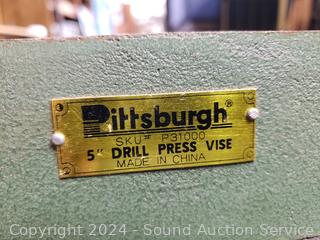 Pittsburgh®
SKU# P31000
5" DRILL PRESS VISE
MADE IN CHINA
Copyright 2024 - Sound Auction Service